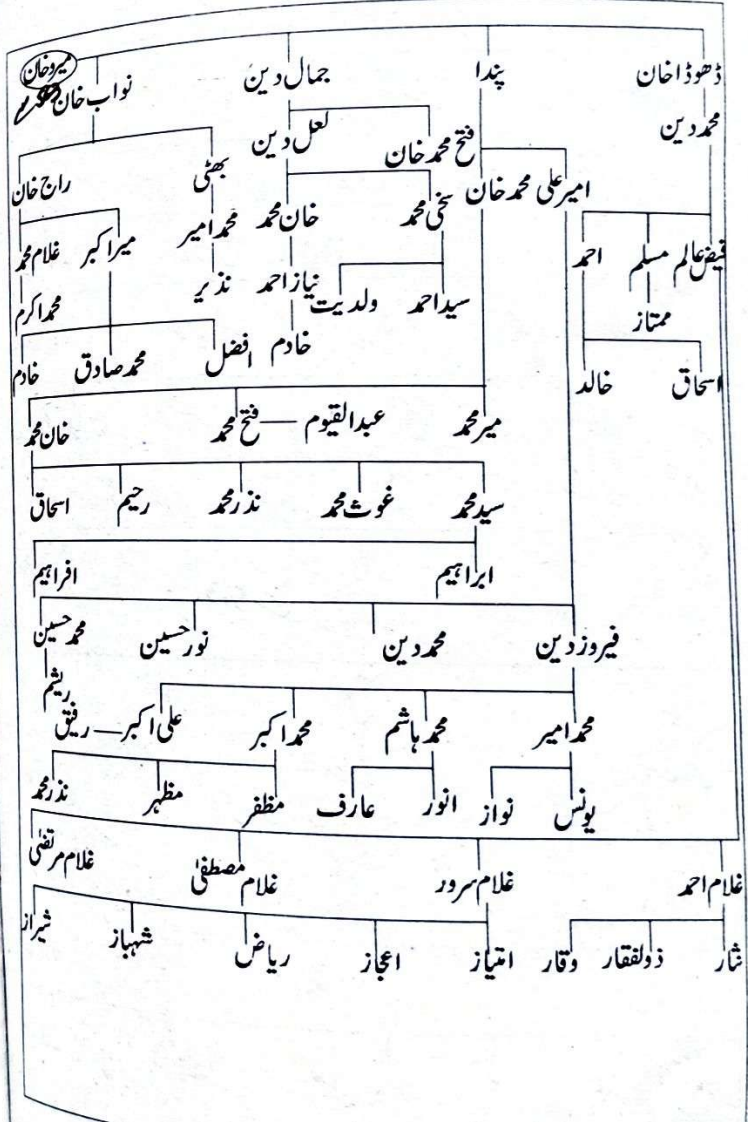 ڈھوڈا خان پندا جمال دین نواب خان میر و خان
محمد دین
فتح محمد خان لعل دین
امیر علی محمد خان بھٹی راج خان
سخی محمد خان محمد محمد امیر میر اکبر غلام محمد
فیض عالم مسلم احمد
سید احمد ولدیت نیاز احمد نذیر محمد اکرم
ممتاز
خادم افضل محمد صادق خادم
اسحاق خالد
میر محمد عبدالقیوم — فتح محمد خان محمد
سید محمد غوث محمد نذر محمد رحیم اسحاق
ابراہیم افراہیم
فیروز دین محمد دین نور حسین محمد حسین
ریشم
محمد امیر محمد ہاشم محمد اکبر علی اکبر — رفیق
یونس نواز انور عارف مظفر مظہر نذر محمد
غلام احمد غلام سرور غلام مصطفیٰ غلام مرتضیٰ
نثار ذولفقار وقار امتیاز اعجاز ریاض شہباز شیراز